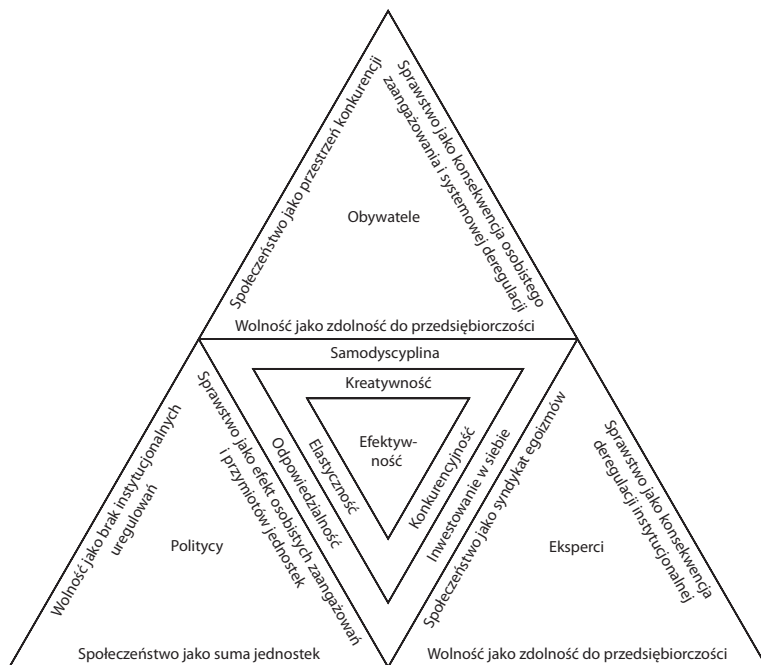 Społeczeństwo jako przestrzeń konkurencji
Sprawstwo jako konsekwencja osobistego
zaangażowania i systemowej deregulacji
Obywatele
Wolność jako zdolność do przedsiębiorczości
Samodyscyplina
Kreatywność
Efektyw-
ność
Elastyczność
Konkurencyjność
Odpowiedzialność
Inwestowanie w siebie
Wolność jako brak instytucjonalnych
uregulowań
Politycy
Sprawstwo jako efekt osobistych zaangażowań
i przymiotów jednostek
Społeczeństwo jako suma jednostek
Społeczeństwo jako syndykat egoizmów
Eksperci
Sprawstwo jako konsekwencja
deregulacji instytucjonalnej
Wolność jako zdolność do przedsiębiorczości